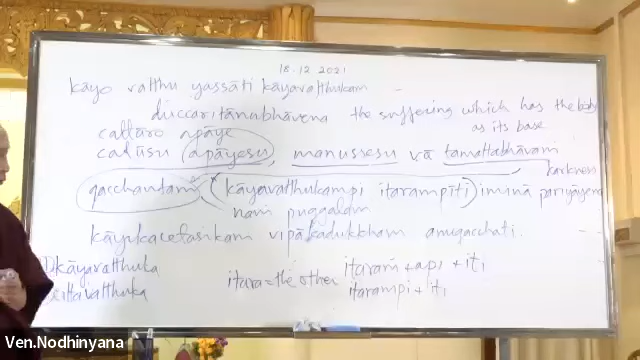 18.12.2021
kāyo vatthu yassāti kāyavatthukam
duccaritānubhāvena the suffering which has the body
cattāro apāye as its base
catūsu apāyesu, manussesu vā tamattabhāvam
darkness
gacchantam (kāyavatthukampi itarampīti) iminā pariyāyena
nam puggalam
kāyikacetasikam vipākadukkham anugacchati.
kāyavatthuka itara = the other itaram + api + iti
cittavatthuka itarampi + iti
Ven.Nodhinyana